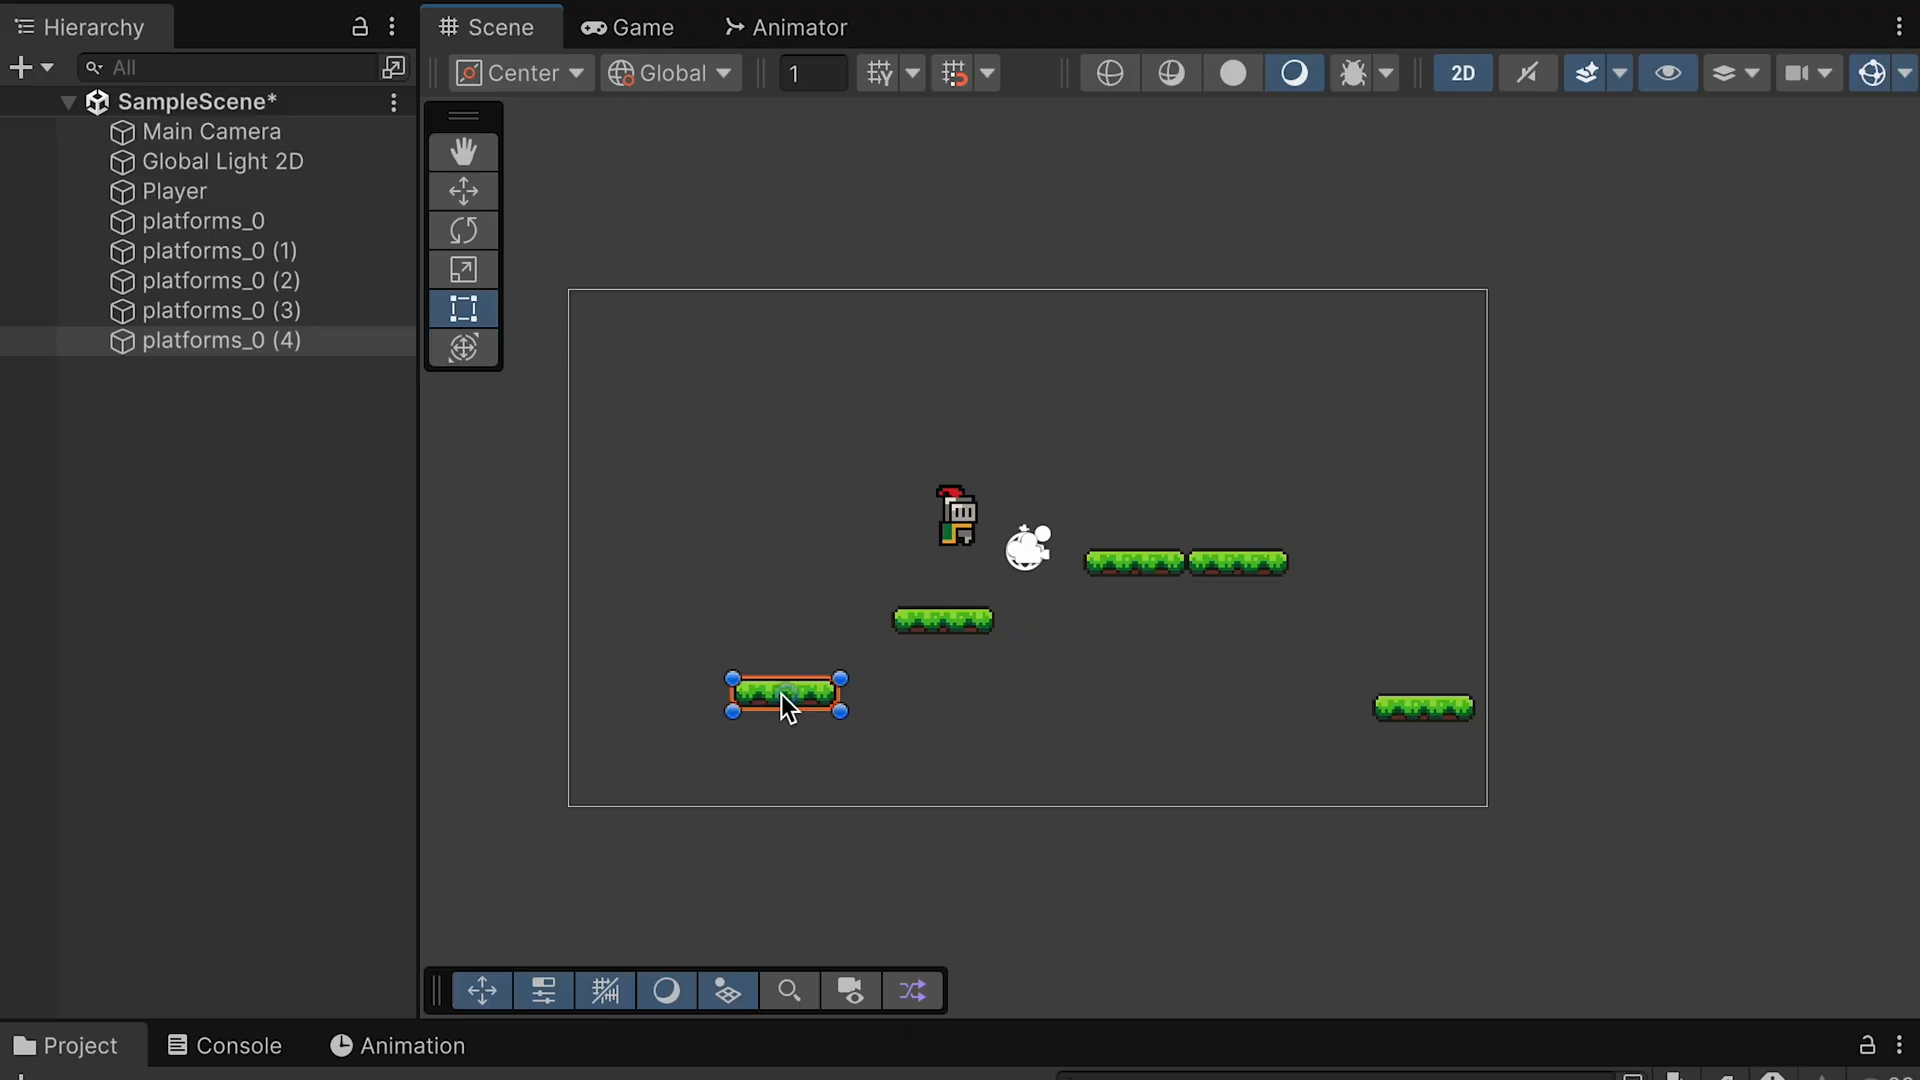 Hierarchy
Scene
Game
Animator
All
Center
Global
1
2D
SampleScene*
Main Camera
Global Light 2D
Player
platforms_0
platforms_0 (1)
platforms_0 (2)
platforms_0 (3)
platforms_0 (4)
Project
Console
Animation